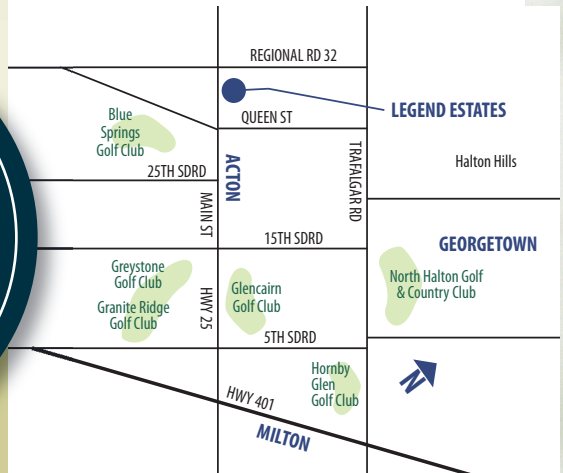 REGIONAL RD 32
LEGEND ESTATES
Blue
Springs
Golf Club
QUEEN ST
25TH SDRD
ACTON
TRAFALGAR RD
Halton Hills
MAIN ST
15TH SDRD
GEORGETOWN
Greystone
Golf Club
Granite Ridge
Golf Club
HWY 25
Glencairn
Golf Club
North Halton Golf
& Country Club
5TH SDRD
Hornby
Glen
Golf Club
N
HWY 401
MILTON